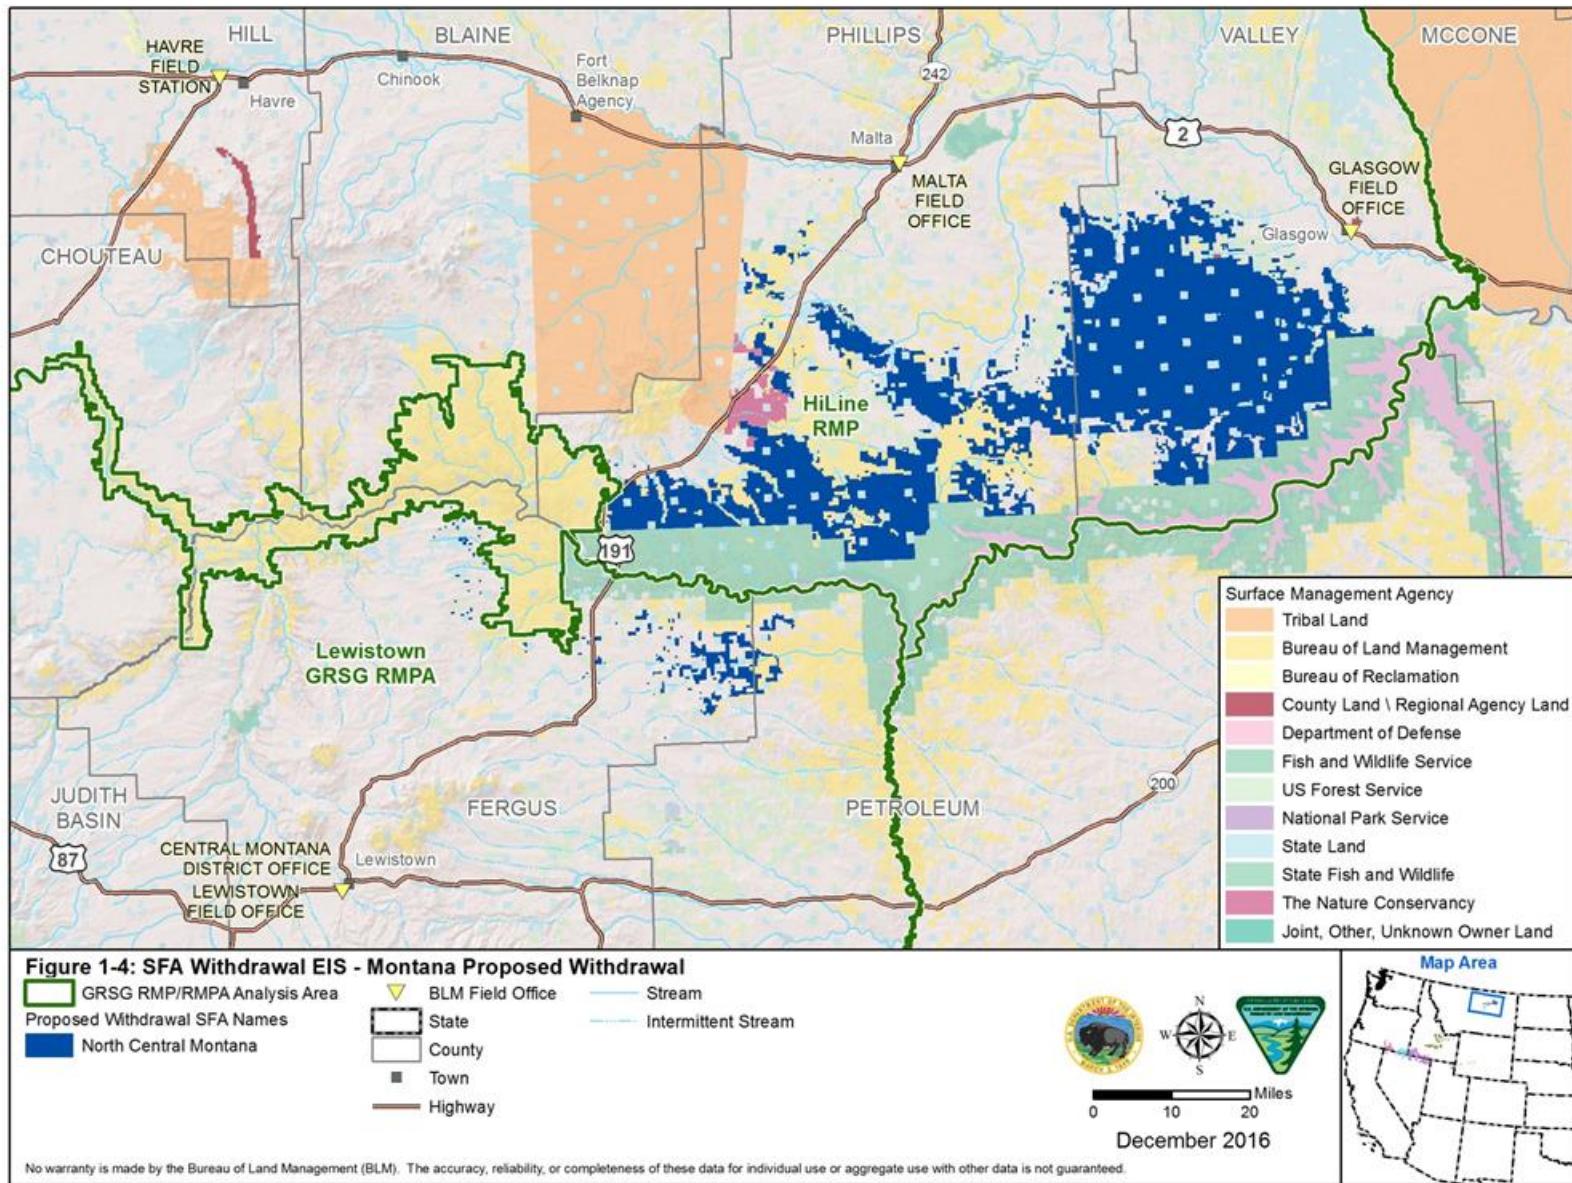 HAVRE
FIELD
STATION
HILL
BLAINE
PHILLIPS
VALLEY
MCCONE
Havre
Chinook
Fort
Belknap
Agency
242
Malta
2
MALTA
FIELD
OFFICE
GLASGOW
FIELD
OFFICE
Glasgow
CHOUTEAU
HiLine
RMP
191
Lewistown
GRSG RMPA
JUDITH
BASIN
FERGUS
PETROLEUM
200
87
CENTRAL MONTANA
DISTRICT OFFICE
LEWISTOWN
FIELD OFFICE
Lewistown
Surface Management Agency
Tribal Land
Bureau of Land Management
Bureau of Reclamation
County Land \ Regional Agency Land
Department of Defense
Fish and Wildlife Service
US Forest Service
National Park Service
State Land
State Fish and Wildlife
The Nature Conservancy
Joint, Other, Unknown Owner Land
Figure 1-4: SFA Withdrawal EIS - Montana Proposed Withdrawal
GRSG RMP/RMPA Analysis Area
Proposed Withdrawal SFA Names
North Central Montana
BLM Field Office
State
County
Town
Highway
Stream
Intermittent Stream
N
W
E
S
0 10 20 Miles
December 2016
Map Area
No warranty is made by the Bureau of Land Management (BLM). The accuracy, reliability, or completeness of these data for individual use or aggregate use with other data is not guaranteed.